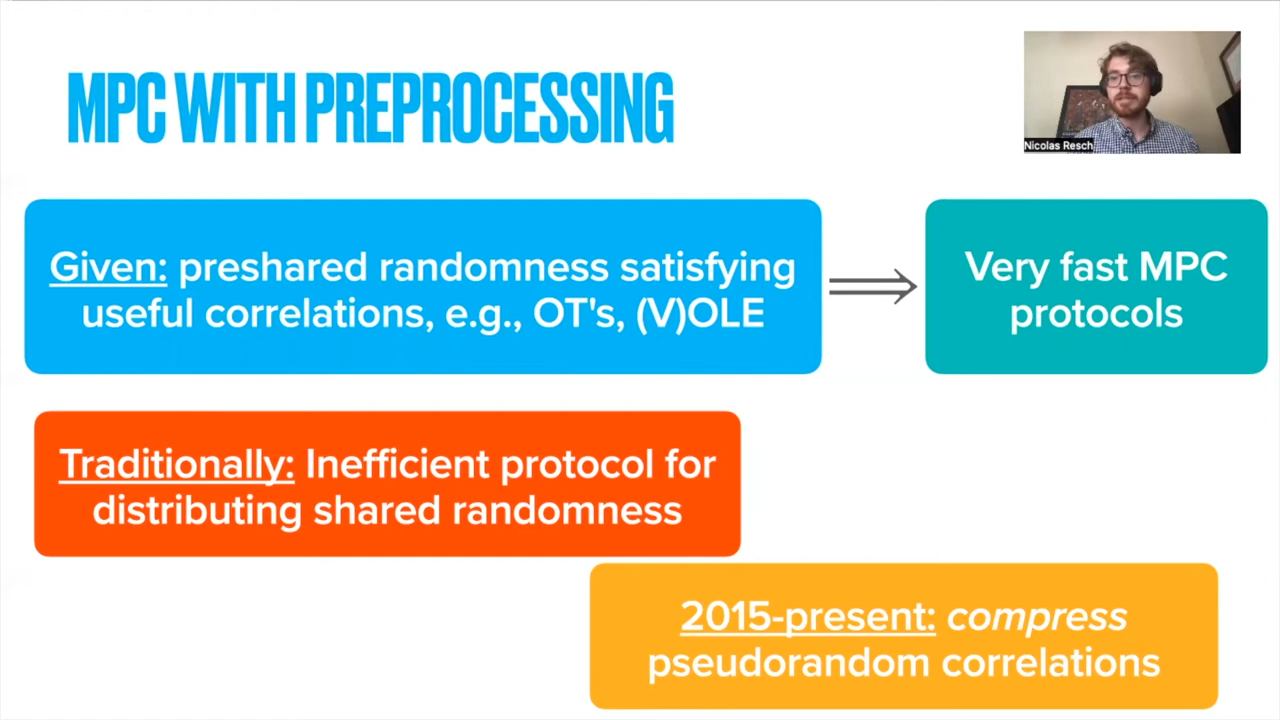 MPC WITH PREPROCESSING
Nicolas Resch
Given: preshared randomness satisfying
useful correlations, e.g., OT's, (V)OLE
Very fast MPC
protocols
Traditionally: Inefficient protocol for
distributing shared randomness
2015-present: compress
pseudorandom correlations